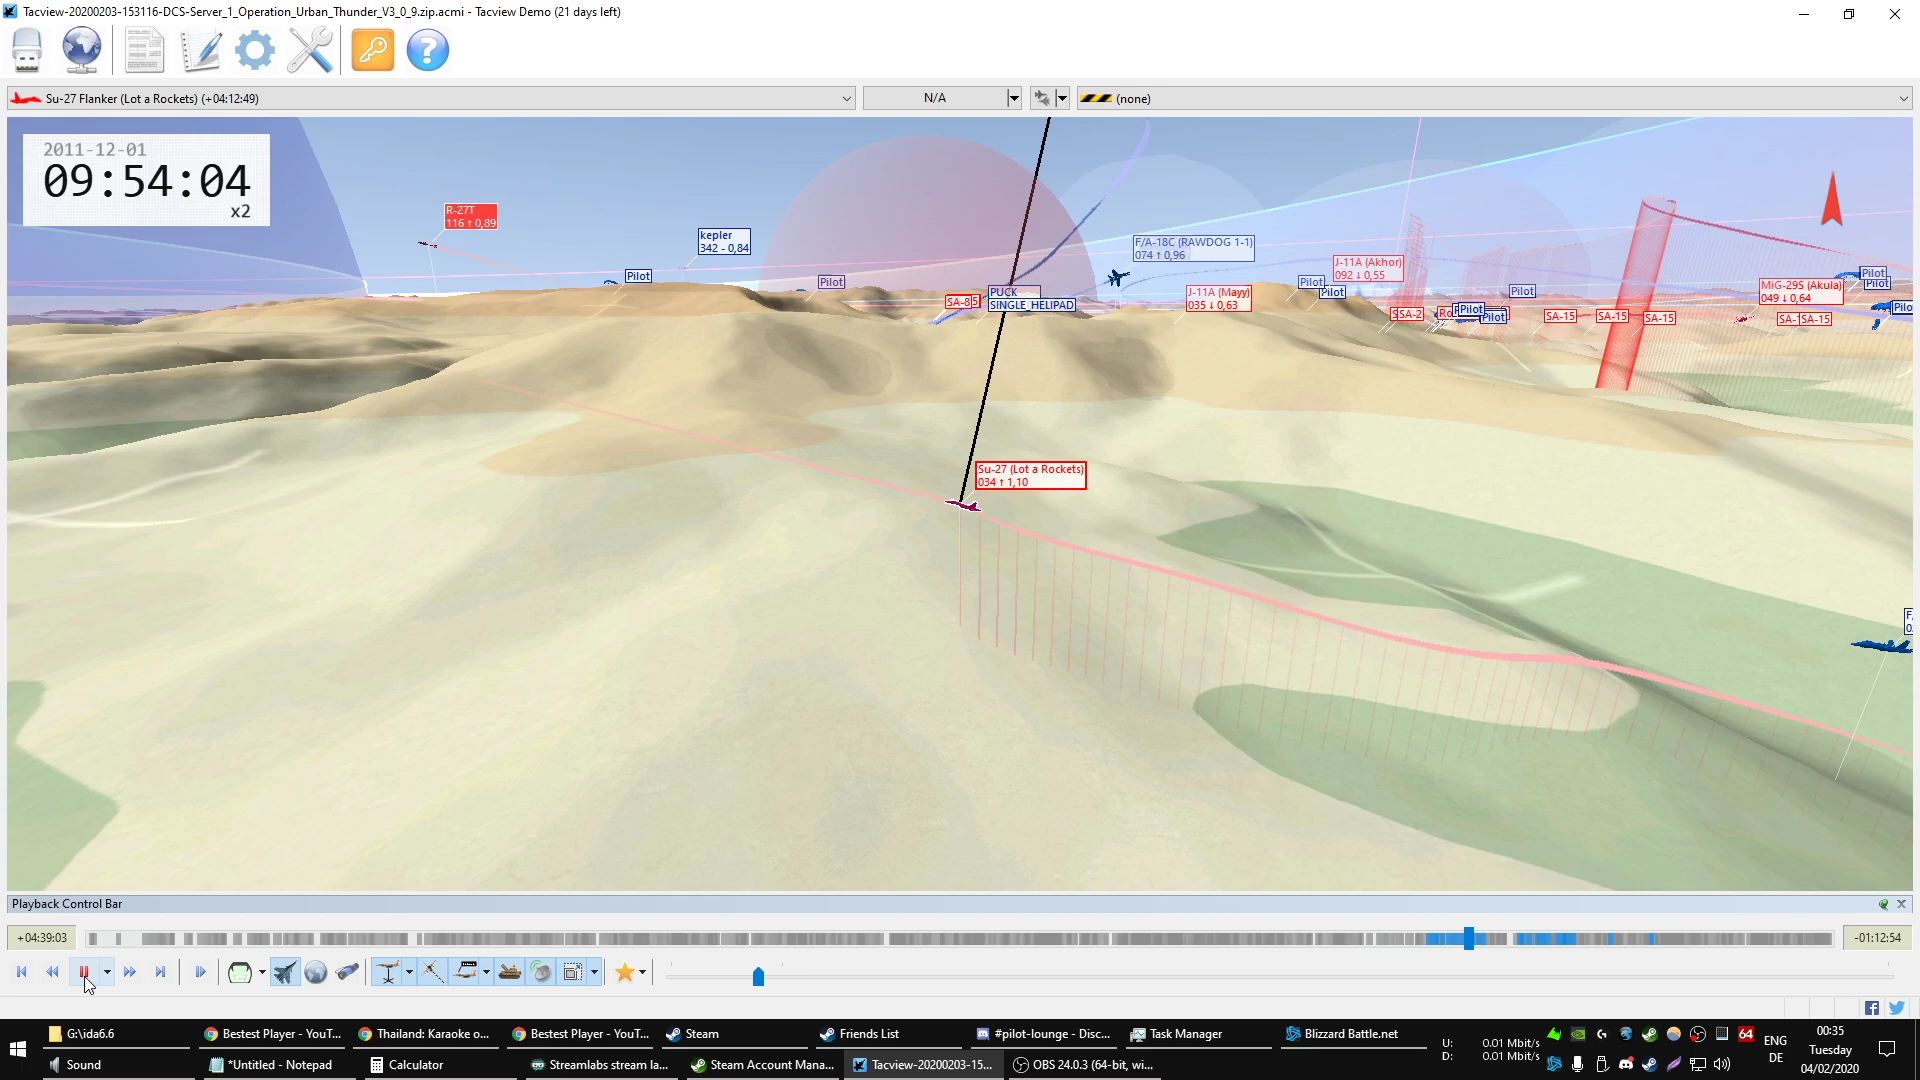 Tacview-20200203-153116-DCS-Server_1_Operation_Urban_Thunder_V3_0_9.zip.acmi - Tacview Demo (21 days left)
Su-27 Flanker (Lot a Rockets) (+04:12:49)
N/A
(none)
2011-12-01
09:54:04
x2
R-27T
116 ↑ 0,89
kepler
342 - 0,84
F/A-18C (RAWDOG 1-1)
074 ↑ 0,96
J-11A (Akhor)
092 ↓ 0,55
Pilot
Pilot
Pilot
Pilot
Pilot
Pilot
Pilot
PUCK
SINGLE_HELIPAD
SA-8
J-11A (Mayy)
035 ↓ 0,63
MiG-29S (Akula)
049 ↓ 0,64
SA-2
Pilot
Pilot
SA-15
SA-15
SA-15
SA-15
Su-27 (Lot a Rockets)
034 ↑ 1,10
Playback Control Bar
+04:39:03
-01:12:54
G:\ida6.6
Bestest Player - YouT...
Thailand: Karaoke o...
Bestest Player - YouT...
Steam
Friends List
#pilot-lounge - Disc...
Task Manager
Blizzard Battle.net
Sound
*Untitled - Notepad
Calculator
Streamlabs stream la...
Steam Account Mana...
Tacview-20200203-15...
OBS 24.0.3 (64-bit, wi...
U: 0.01 Mbit/s
D: 0.01 Mbit/s
64
ENG
DE
00:35
Tuesday
04/02/2020